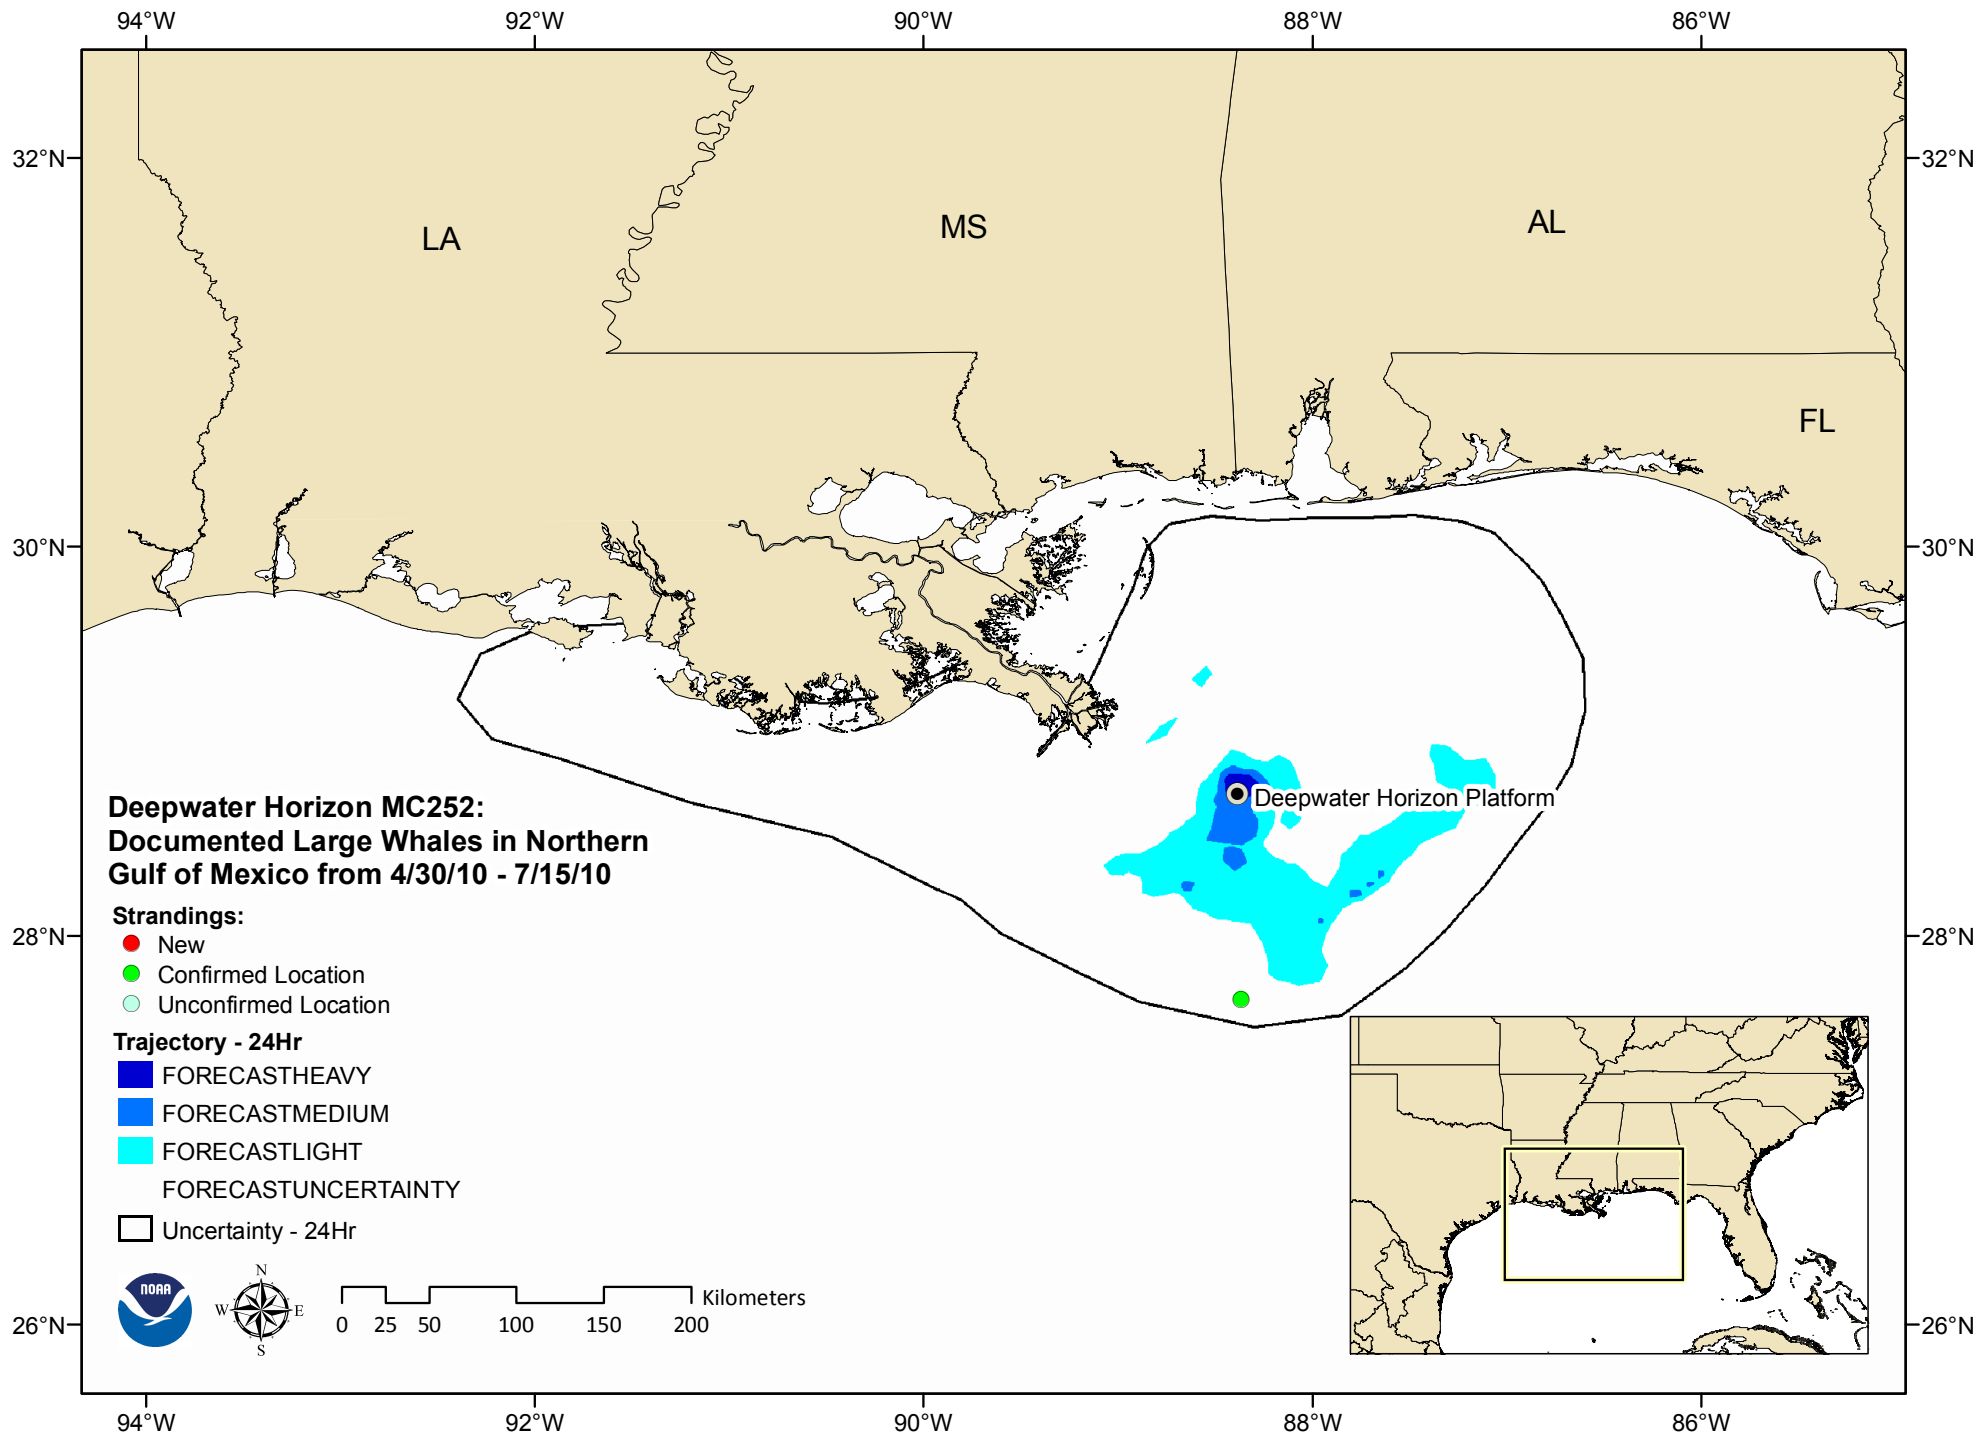 94°W 92°W 90°W 88°W 86°W
32°N 32°N
LA MS AL
FL
30°N 30°N
Deepwater Horizon Platform
Deepwater Horizon MC252:
Documented Large Whales in Northern
Gulf of Mexico from 4/30/10 - 7/15/10
Strandings:
New
28°N 28°N
Confirmed Location
Unconfirmed Location
Trajectory - 24Hr
FORECASTHEAVY
FORECASTMEDIUM
FORECASTLIGHT
FORECASTUNCERTAINTY
Uncertainty - 24Hr
NOAA
N
W E
S
Kilometers
0 25 50 100 150 200
26°N 26°N
94°W 92°W 90°W 88°W 86°W